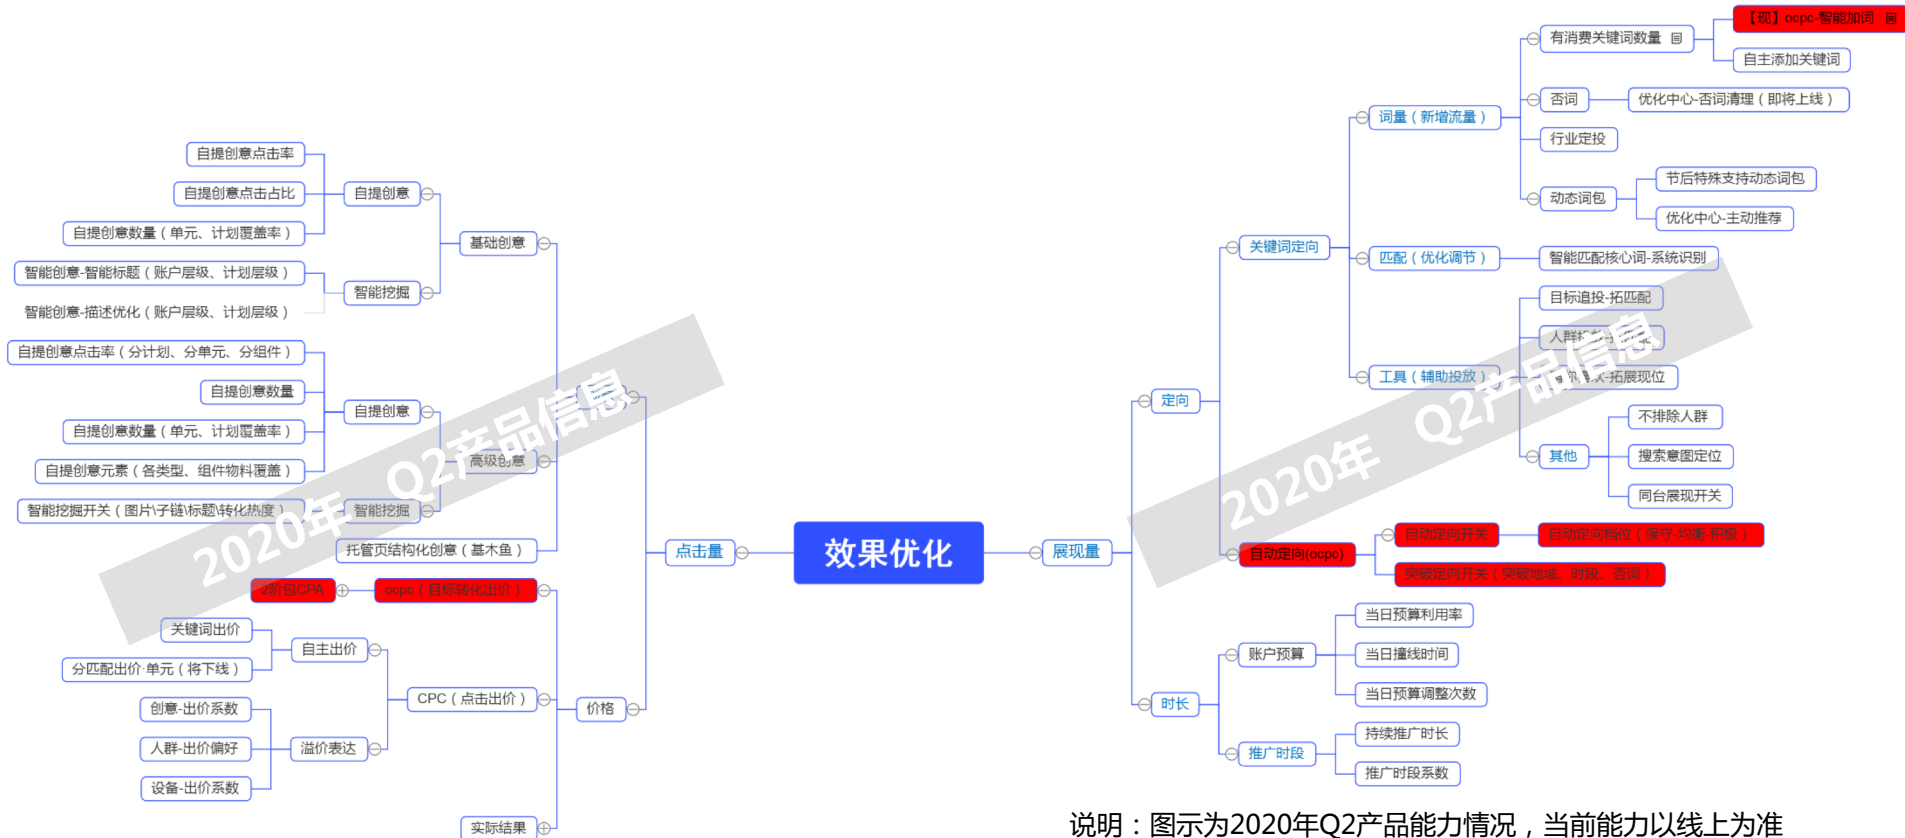 效果优化
点击量
创意
基础创意
自提创意
自提创意点击率
自提创意点击占比
自提创意数量（单元、计划覆盖率）
智能挖掘
智能创意-智能标题（账户层级、计划层级）
智能创意-描述优化（账户层级、计划层级）
高级创意
自提创意
自提创意点击率（分计划、分单元、分组件）
自提创意数量
自提创意数量（单元、计划覆盖率）
自提创意元素（各类型、组件物料覆盖）
智能挖掘
智能挖掘开关（图片\子链\标题\转化热度）
托管页结构化创意（基木鱼）
价格
ocpc（目标转化出价）
2阶包CPA
CPC（点击出价）
自主出价
关键词出价
分匹配出价·单元（将下线）
溢价表达
创意-出价系数
人群-出价偏好
设备-出价系数
实际结果
展现量
定向
关键词定向
词量（新增流量）
有消费关键词数量
【现】ocpc-智能加词
自主添加关键词
否词
优化中心-否词清理（即将上线）
行业定投
动态词包
节后特殊支持动态词包
优化中心-主动推荐
匹配（优化调节）
智能匹配核心词-系统识别
工具（辅助投放）
目标追投-拓匹配
人群
-拓展现位
其他
不排除人群
搜索意图定位
同台展现开关
自动定向(ocpc)
自动定向开关
自动定向档位（保守-均衡-积极）
突破定向开关（突破地域、时段、否词）
时长
账户预算
当日预算利用率
当日撞线时间
当日预算调整次数
推广时段
持续推广时长
推广时段系数
2020年 Q2产品信息
2020年 Q2产品信息
说明：图示为2020年Q2产品能力情况，当前能力以线上为准